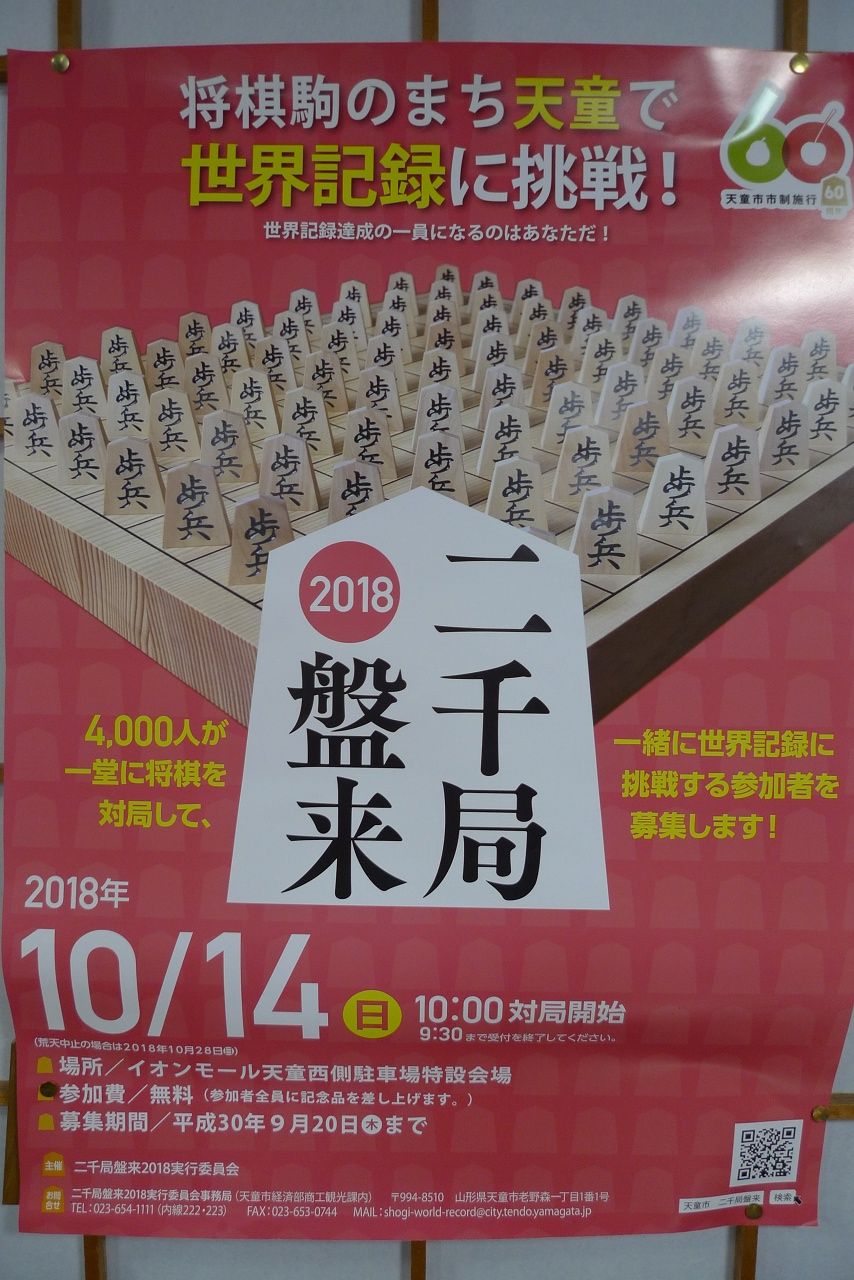 将棋駒のまち天童で
世界記録に挑戦！
世界記録達成の一員になるのはあなただ！
60
天童市市制施行
60
周年
歩兵
二千局
盤来
2018
4,000人が
一堂に将棋を
対局して、
一緒に世界記録に
挑戦する参加者を
募集します！
2018年
10/14 日 10:00 対局開始
9:30まで受付を終了してください。
(荒天中止の場合は2018年10月28日㊐)
場所／イオンモール天童西側駐車場特設会場
参加費／無料（参加者全員に記念品を差し上げます。）
募集期間／平成30年9月20日㊍まで
主催 二千局盤来2018実行委員会
お問合せ 二千局盤来2018実行委員会事務局（天童市経済部商工観光課内） 〒994-8510 山形県天童市老野森一丁目1番1号
TEL：023-654-1111（内線222・223） FAX：023-653-0744 MAIL：shogi-world-record@city.tendo.yamagata.jp
天童市 二千局盤来 検索